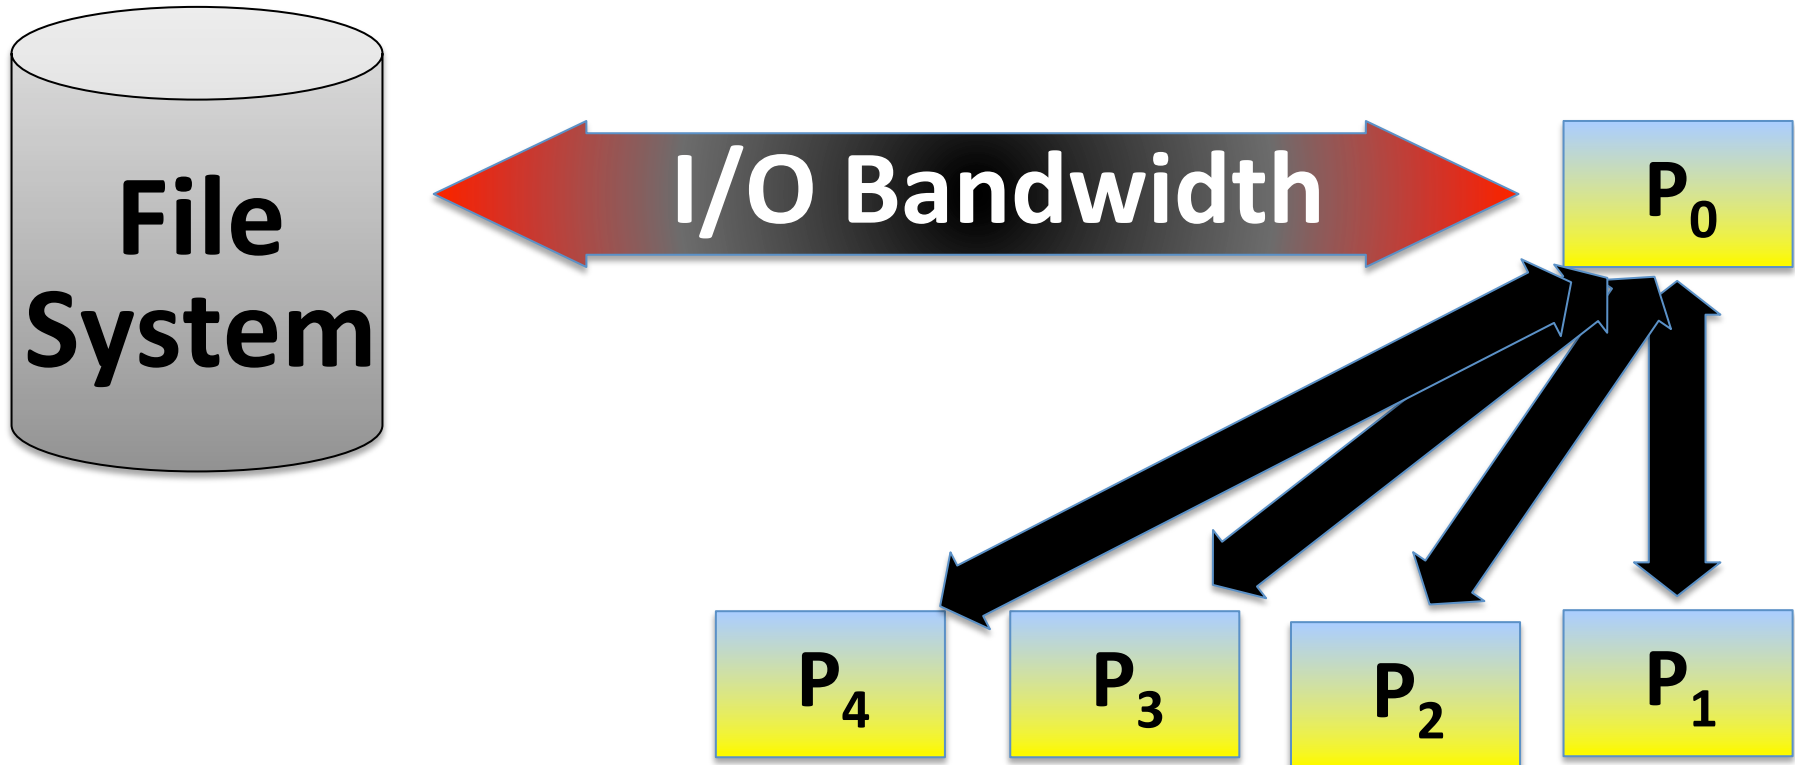 File
System
I/O Bandwidth
P₀
P₄
P₃
P₂
P₁